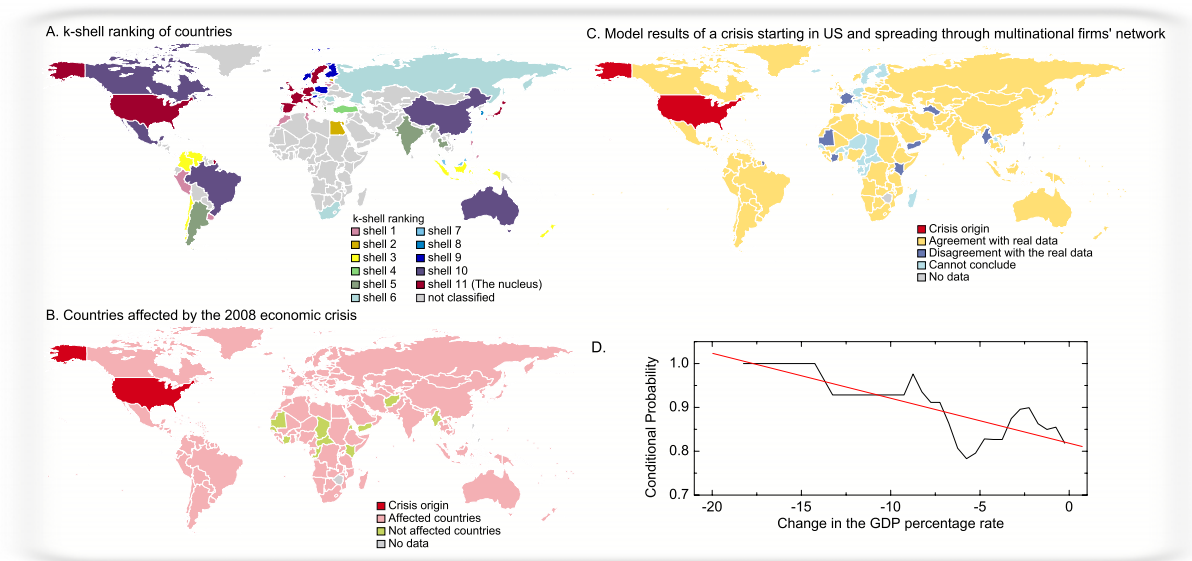 A. k-shell ranking of countries
k-shell ranking
shell 1
shell 2
shell 3
shell 4
shell 5
shell 6
shell 7
shell 8
shell 9
shell 10
shell 11 (The nucleus)
not classified
B. Countries affected by the 2008 economic crisis
Crisis origin
Affected countries
Not affected countries
No data
C. Model results of a crisis starting in US and spreading through multinational firms' network
Crisis origin
Agreement with real data
Disagreement with the real data
Cannot conclude
No data
D.
Conditional Probability
1.0
0.9
0.8
0.7
-20
-15
-10
-5
0
Change in the GDP percentage rate